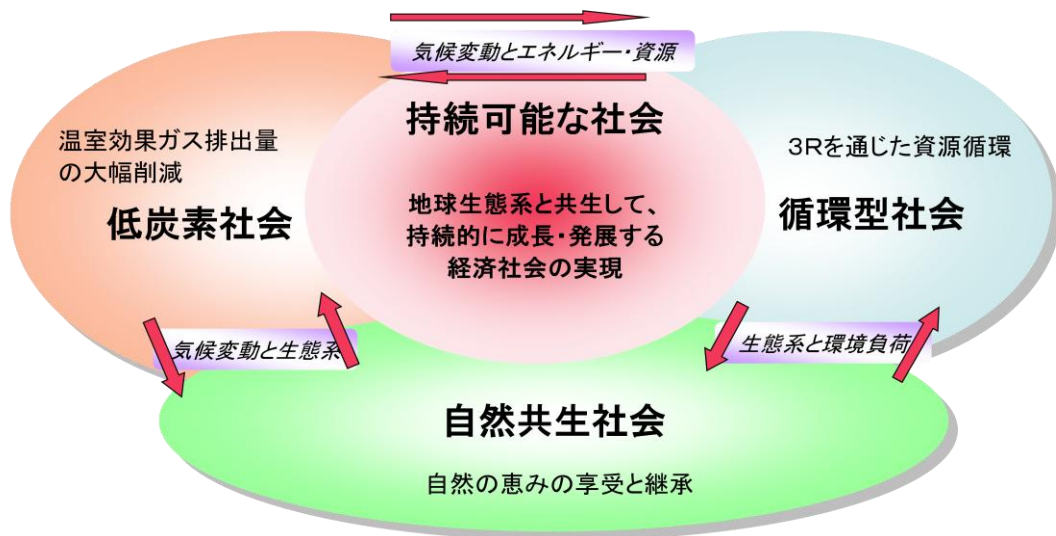 気候変動とエネルギー・資源
持続可能な社会
温室効果ガス排出量
の大幅削減
低炭素社会
地球生態系と共生して、
持続的に成長・発展する
経済社会の実現
3Rを通じた資源循環
循環型社会
気候変動と生態系
生態系と環境負荷
自然共生社会
自然の恵みの享受と継承